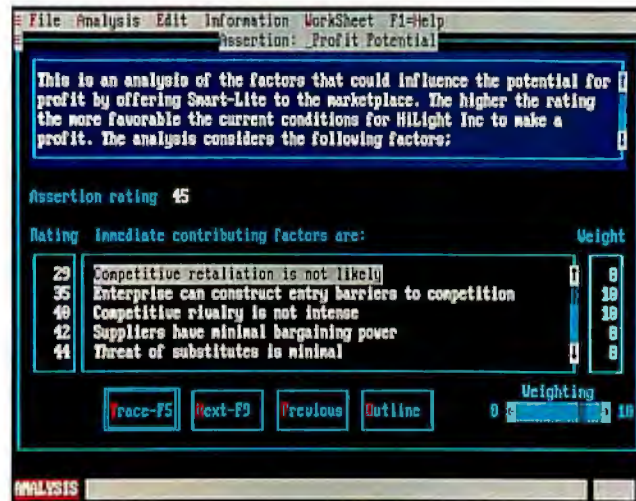 File Analysis Edit Information WorkSheet F1=Help
Assertion: _Profit Potential
This is an analysis of the factors that could influence the potential for
profit by offering Smart-Lite to the marketplace. The higher the rating
the more favorable the current conditions for HiLight Inc to make a
profit. The analysis considers the following factors:
Assertion rating 45
Rating Immediate contributing factors are: Weight
29 Competitive retaliation is not likely 8
35 Enterprise can construct entry barriers to competition 10
40 Competitive rivalry is not intense 10
42 Suppliers have minimal bargaining power 8
44 Threat of substitutes is minimal 8
Trace-F5 Next-F9 Previous Outline
Weighting
0 10
ANALYSIS